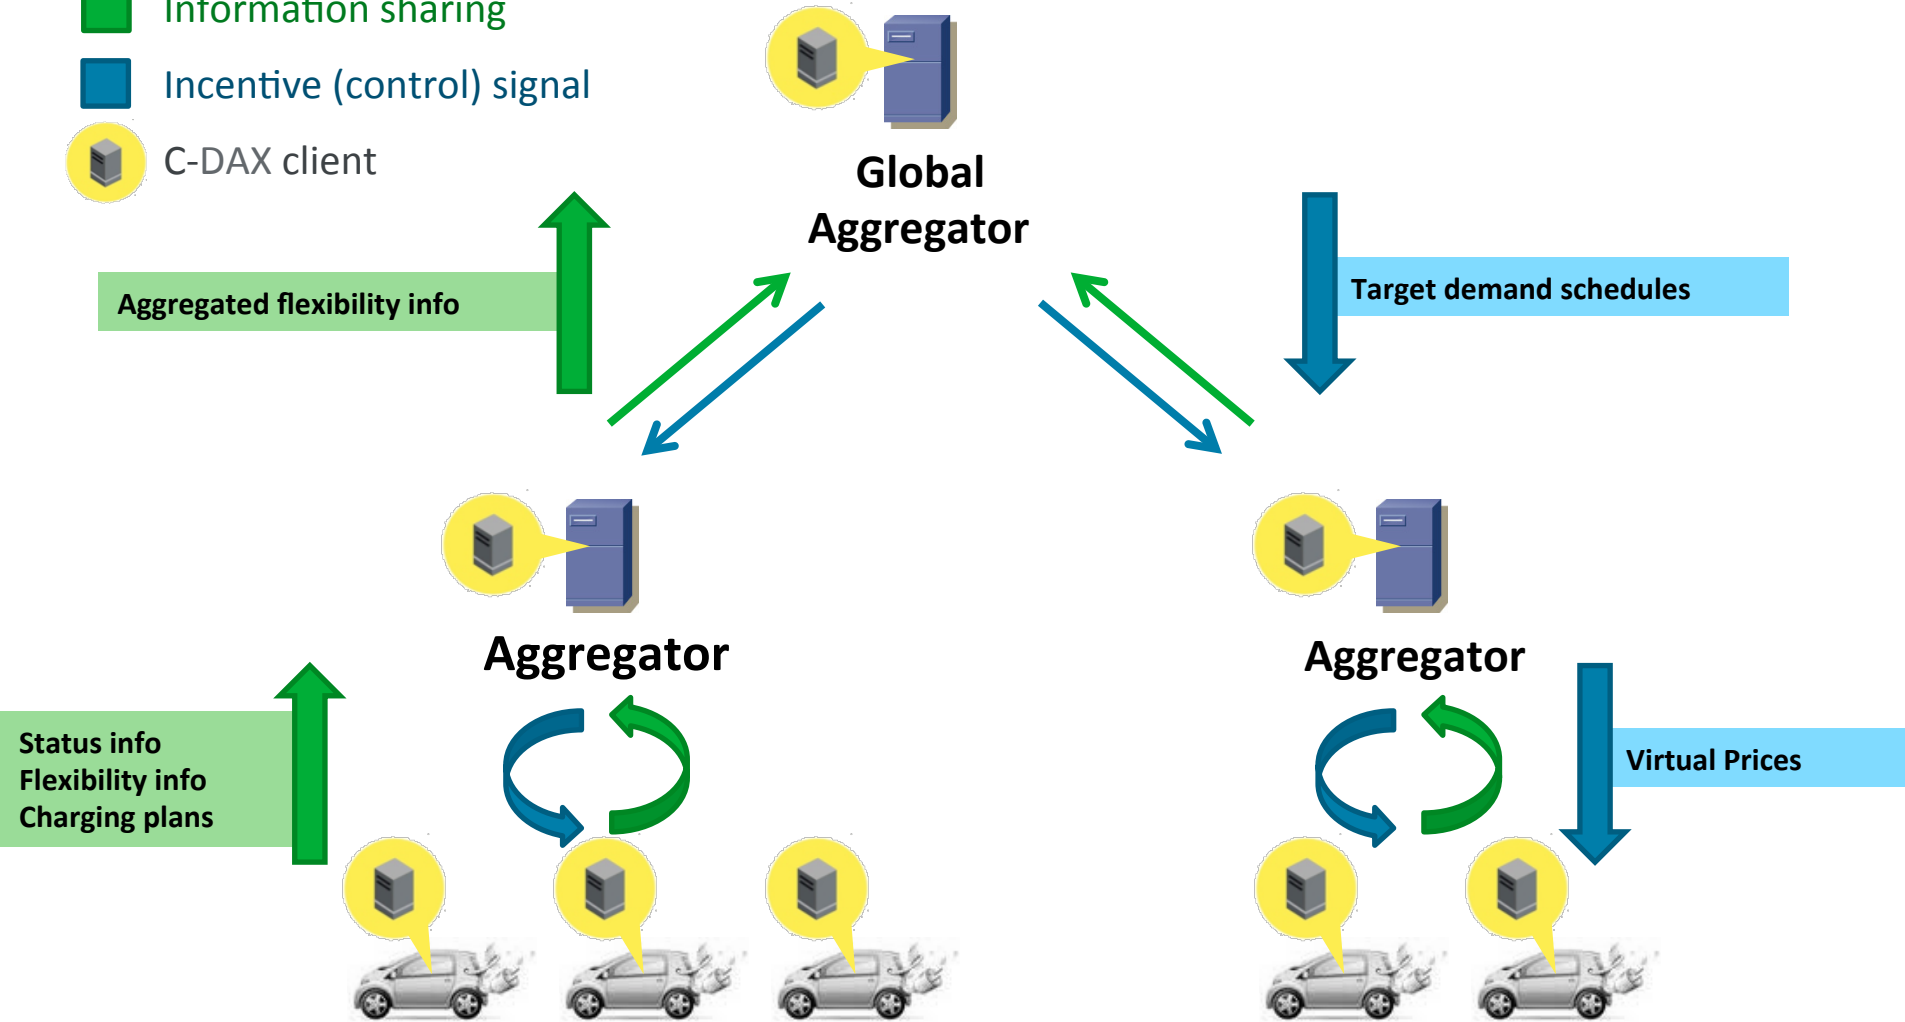 Information sharing
Incentive (control) signal
C-DAX client
Global
Aggregator
Aggregated flexibility info
Target demand schedules
Aggregator
Aggregator
Status info
Flexibility info
Charging plans
Virtual Prices